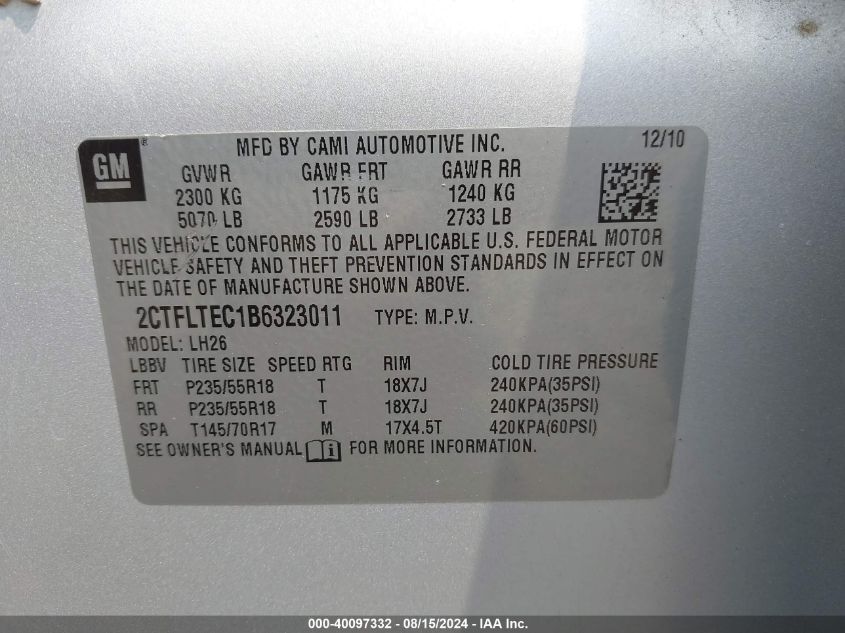 GM ® MFD BY CAMI AUTOMOTIVE INC. 12/10
GVWR GAWR FRT GAWR RR
2300 KG 1175 KG 1240 KG
5070 LB 2590 LB 2733 LB
THIS VEHICLE CONFORMS TO ALL APPLICABLE U.S. FEDERAL MOTOR
VEHICLE SAFETY AND THEFT PREVENTION STANDARDS IN EFFECT ON
THE DATE OF MANUFACTURE SHOWN ABOVE.
2CTFLTEC1B6323011 TYPE: M.P.V.
MODEL: LH26
LBBV TIRE SIZE SPEED RTG RIM COLD TIRE PRESSURE
FRT P235/55R18 T 18X7J 240KPA(35PSI)
RR P235/55R18 T 18X7J 240KPA(35PSI)
SPA T145/70R17 M 17X4.5T 420KPA(60PSI)
SEE OWNER'S MANUAL i FOR MORE INFORMATION.
000-40097332 - 08/15/2024 - IAA Inc.